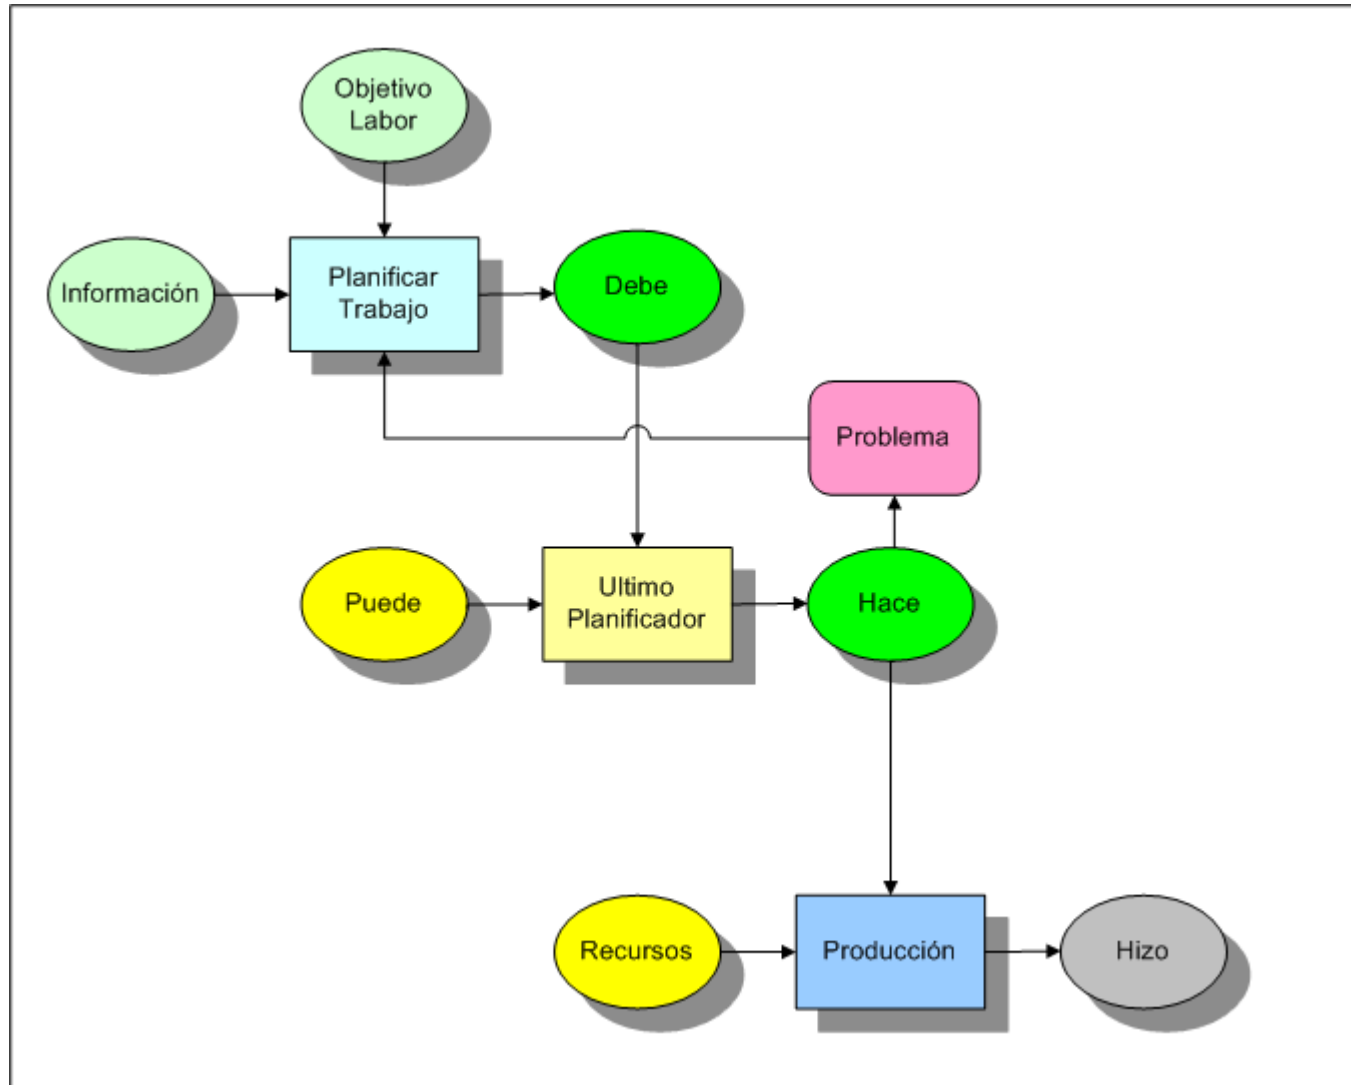 Objetivo
Labor
Información
Planificar
Trabajo
Debe
Problema
Puede
Ultimo
Planificador
Hace
Recursos
Producción
Hizo